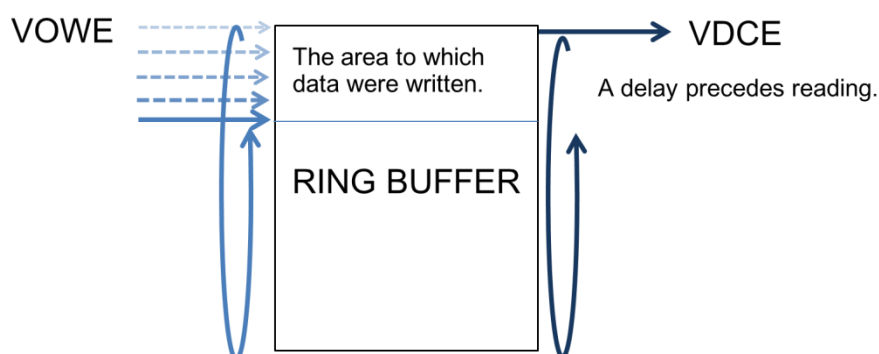 VOWE
The area to which
data were written.
VDCE
A delay precedes reading.
RING BUFFER